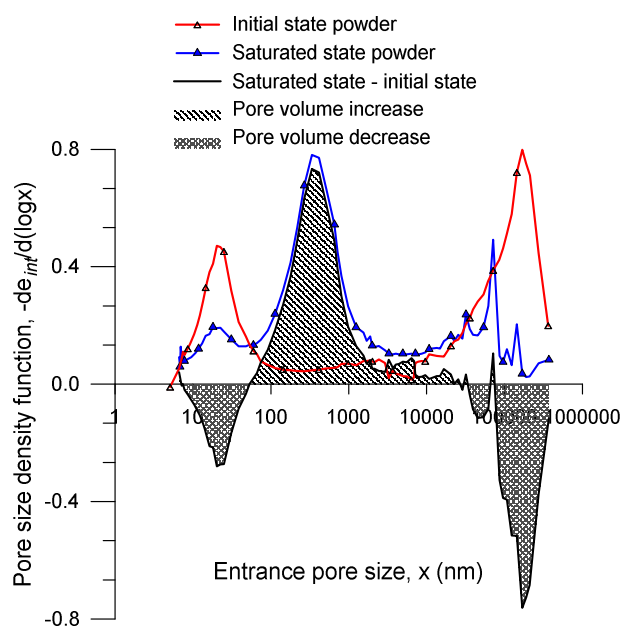 Initial state powder
Saturated state powder
Saturated state - initial state
Pore volume increase
Pore volume decrease
Pore size density function, -de_int/d(logx)
0.8
0.4
0.0
-0.4
-0.8
1 10 100 1000 10000 100000 1000000
Entrance pore size, x (nm)